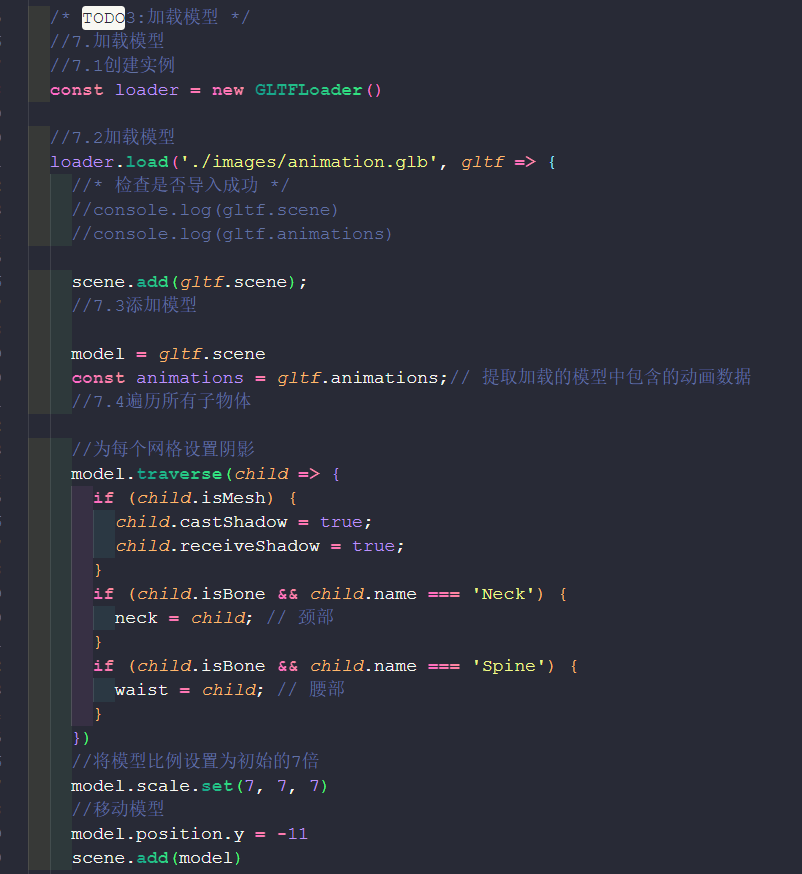 /* TODO3:加载模型 */
//7.加载模型
//7.1创建实例
const loader = new GLTFLoader()
//7.2加载模型
loader.load('./images/animation.glb', gltf => {
//* 检查是否导入成功 */
//console.log(gltf.scene)
//console.log(gltf.animations)
scene.add(gltf.scene);
//7.3添加模型
model = gltf.scene
const animations = gltf.animations;// 提取加载的模型中包含的动画数据
//7.4遍历所有子物体
//为每个网格设置阴影
model.traverse(child => {
if (child.isMesh) {
child.castShadow = true;
child.receiveShadow = true;
}
if (child.isBone && child.name === 'Neck') {
neck = child; // 颈部
}
if (child.isBone && child.name === 'Spine') {
waist = child; // 腰部
}
})
//将模型比例设置为初始的7倍
model.scale.set(7, 7, 7)
//移动模型
model.position.y = -11
scene.add(model)